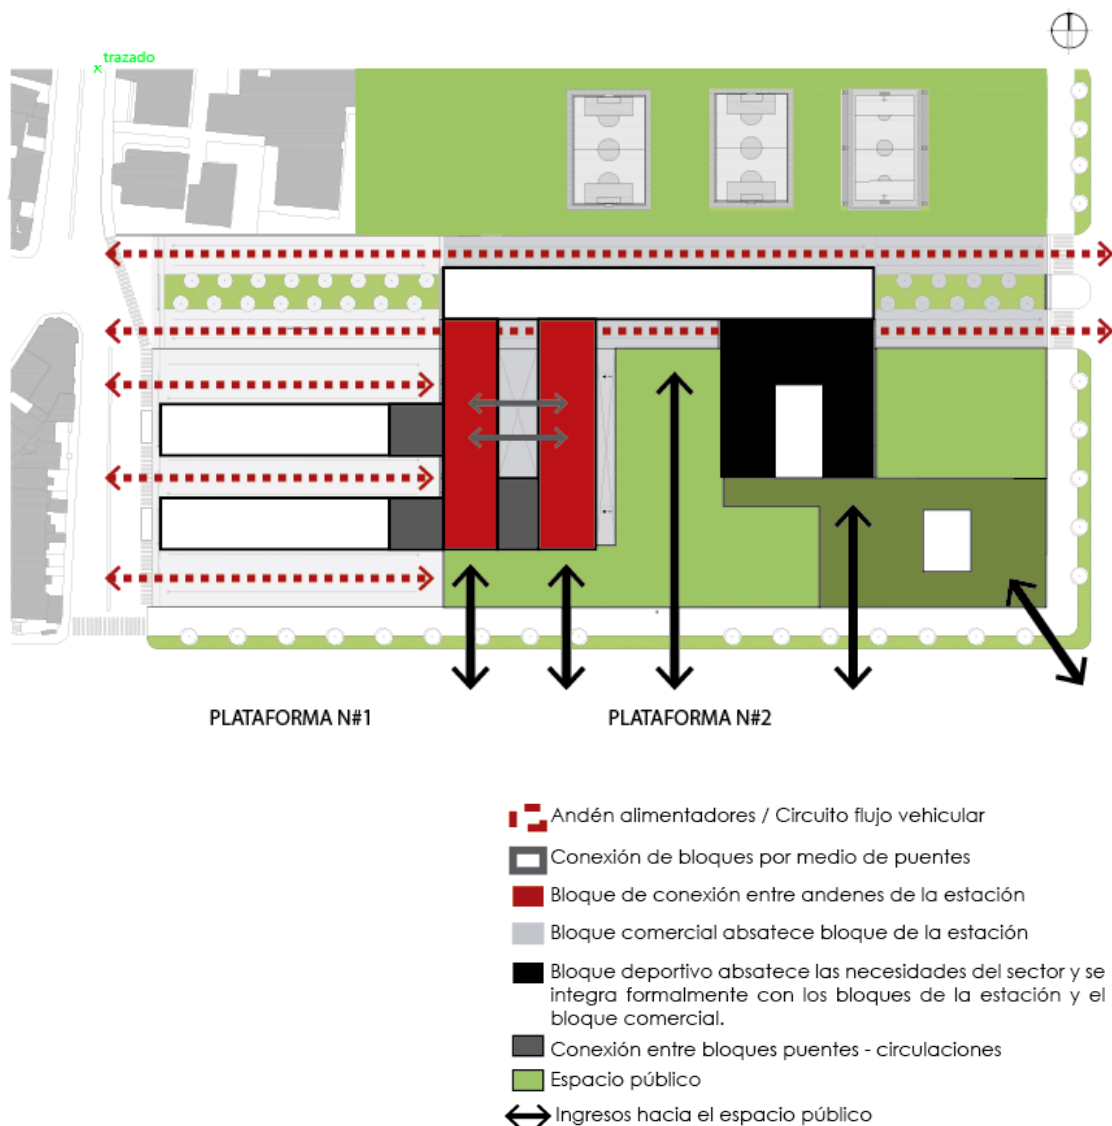 trazado
PLATAFORMA N#1
PLATAFORMA N#2
Andén alimentadores / Circuito flujo vehicular
Conexión de bloques por medio de puentes
Bloque de conexión entre andenes de la estación
Bloque comercial absatece bloque de la estación
Bloque deportivo absatece las necesidades del sector y se
integra formalmente con los bloques de la estación y el
bloque comercial.
Conexión entre bloques puentes - circulaciones
Espacio público
Ingresos hacia el espacio público